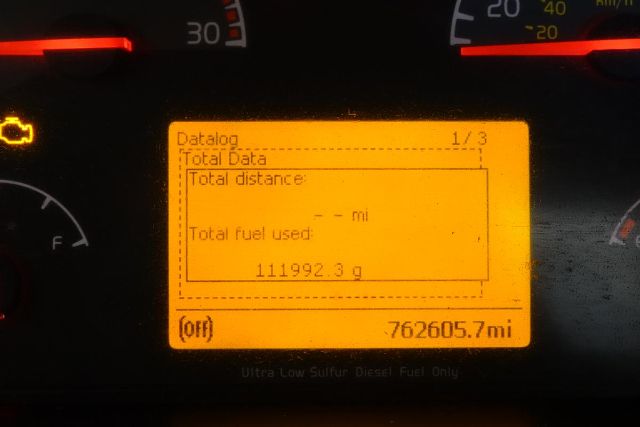 30
20
40
20
km/h
Datalog 1/3
Total Data
Total distance:
- - mi
Total fuel used:
111992.3 g
F
(Off) 762605.7mi
Ultra Low Sulfur Diesel Fuel Only